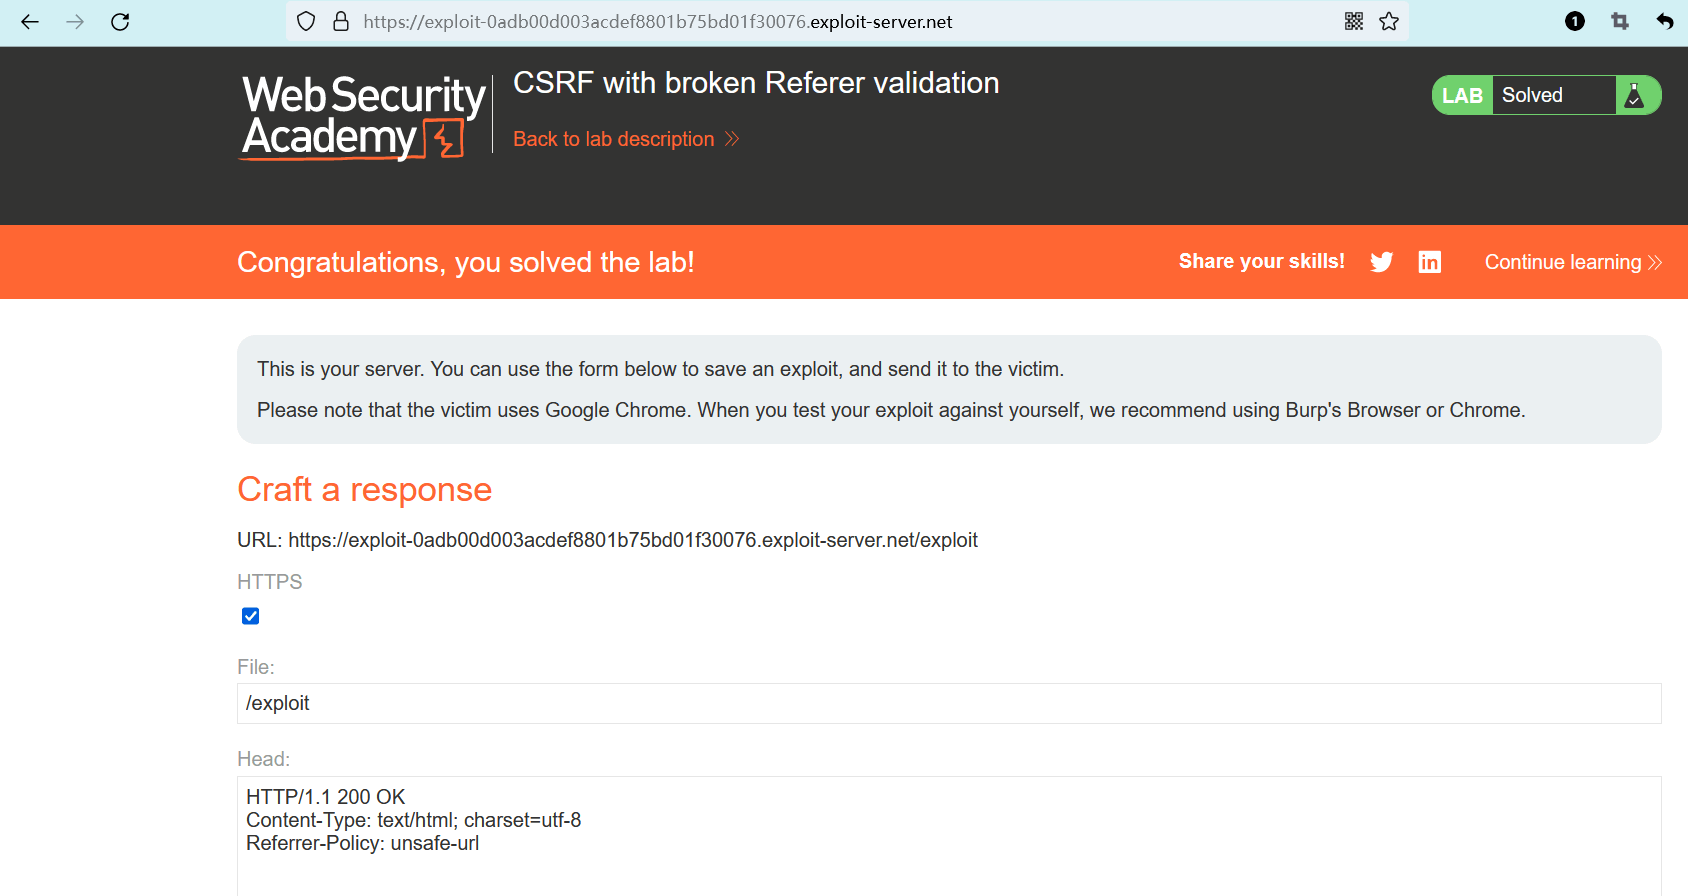 https://exploit-0adb00d003acdef8801b75bd01f30076.exploit-server.net
1
Web Security
Academy
CSRF with broken Referer validation
Back to lab description
LAB Solved
Congratulations, you solved the lab!
Share your skills!
in
Continue learning
This is your server. You can use the form below to save an exploit, and send it to the victim.
Please note that the victim uses Google Chrome. When you test your exploit against yourself, we recommend using Burp's Browser or Chrome.
Craft a response
URL: https://exploit-0adb00d003acdef8801b75bd01f30076.exploit-server.net/exploit
HTTPS
File:
/exploit
Head:
HTTP/1.1 200 OK
Content-Type: text/html; charset=utf-8
Referrer-Policy: unsafe-url